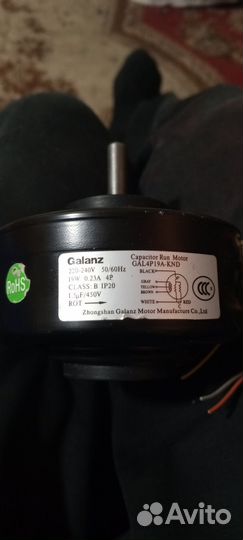 Galanz
Capacitor Run Motor
GAL4P19A-KND
220-240V 50/60Hz
19W 0.23A 4P
CLASS: B IP20
1.5µF/450V
ROT
BLACK
GRAY
YELLOW
BROWN
WHITE
RED
CCC
Zhongshan Galanz Motor Manufacture Co.,Ltd
RoHS
Avito